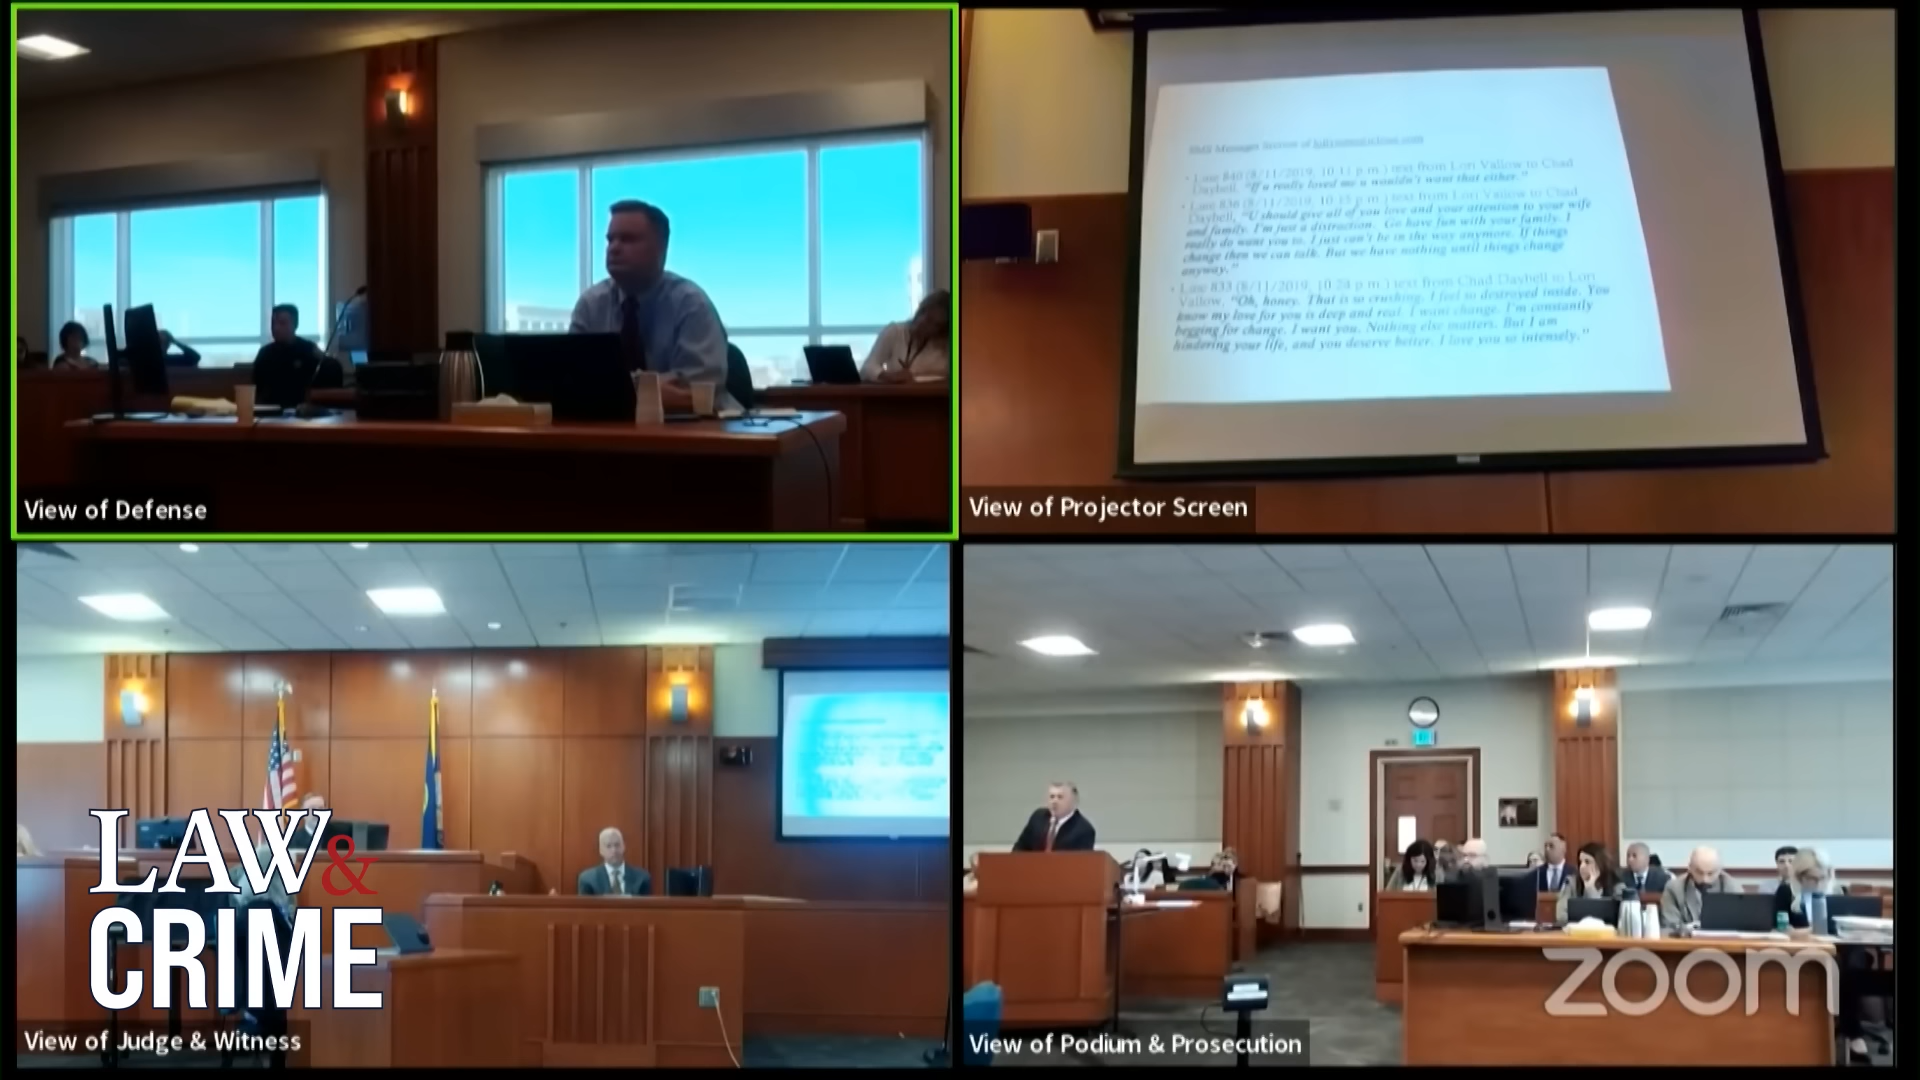 View of Defense
SMS Messages
• Line 840 (8/11/2019, 10:11 p.m.) text from Lori Vallow to Chad
Daybell, "If u really loved me u wouldn't want that either."
• Line 836 (8/11/2019, 10:15 p.m.) text from Lori Vallow to Chad
Daybell, "U should give all of you love and your attention to your wife
and family. I'm just a distraction. Go have fun with your family. I
really do want you to. I just can't be in the way anymore. If things
change then we can talk. But we have nothing until things change
anyway."
• Line 833 (8/11/2019, 10:28 p.m.) text from Chad Daybell to Lori
Vallow, "Oh, honey. That is so crushing. I feel so destroyed inside. You
know my love for you is deep and real. I want change. I'm constantly
begging for change. I want you. Nothing else matters. But I am
hindering your life, and you deserve better. I love you so intensely."
View of Projector Screen
LAW&
CRIME
View of Judge & Witness
zoom
View of Podium & Prosecution